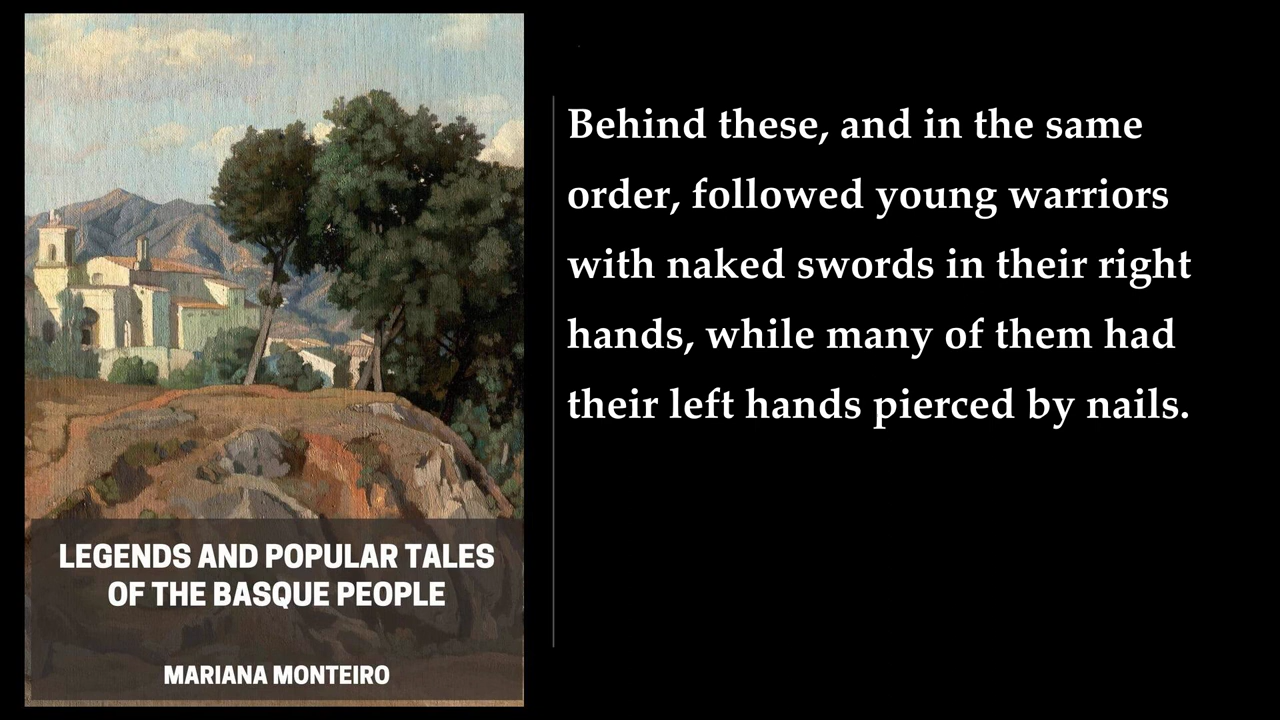 Behind these, and in the same
order, followed young warriors
with naked swords in their right
hands, while many of them had
their left hands pierced by nails.
LEGENDS AND POPULAR TALES
OF THE BASQUE PEOPLE
MARIANA MONTEIRO